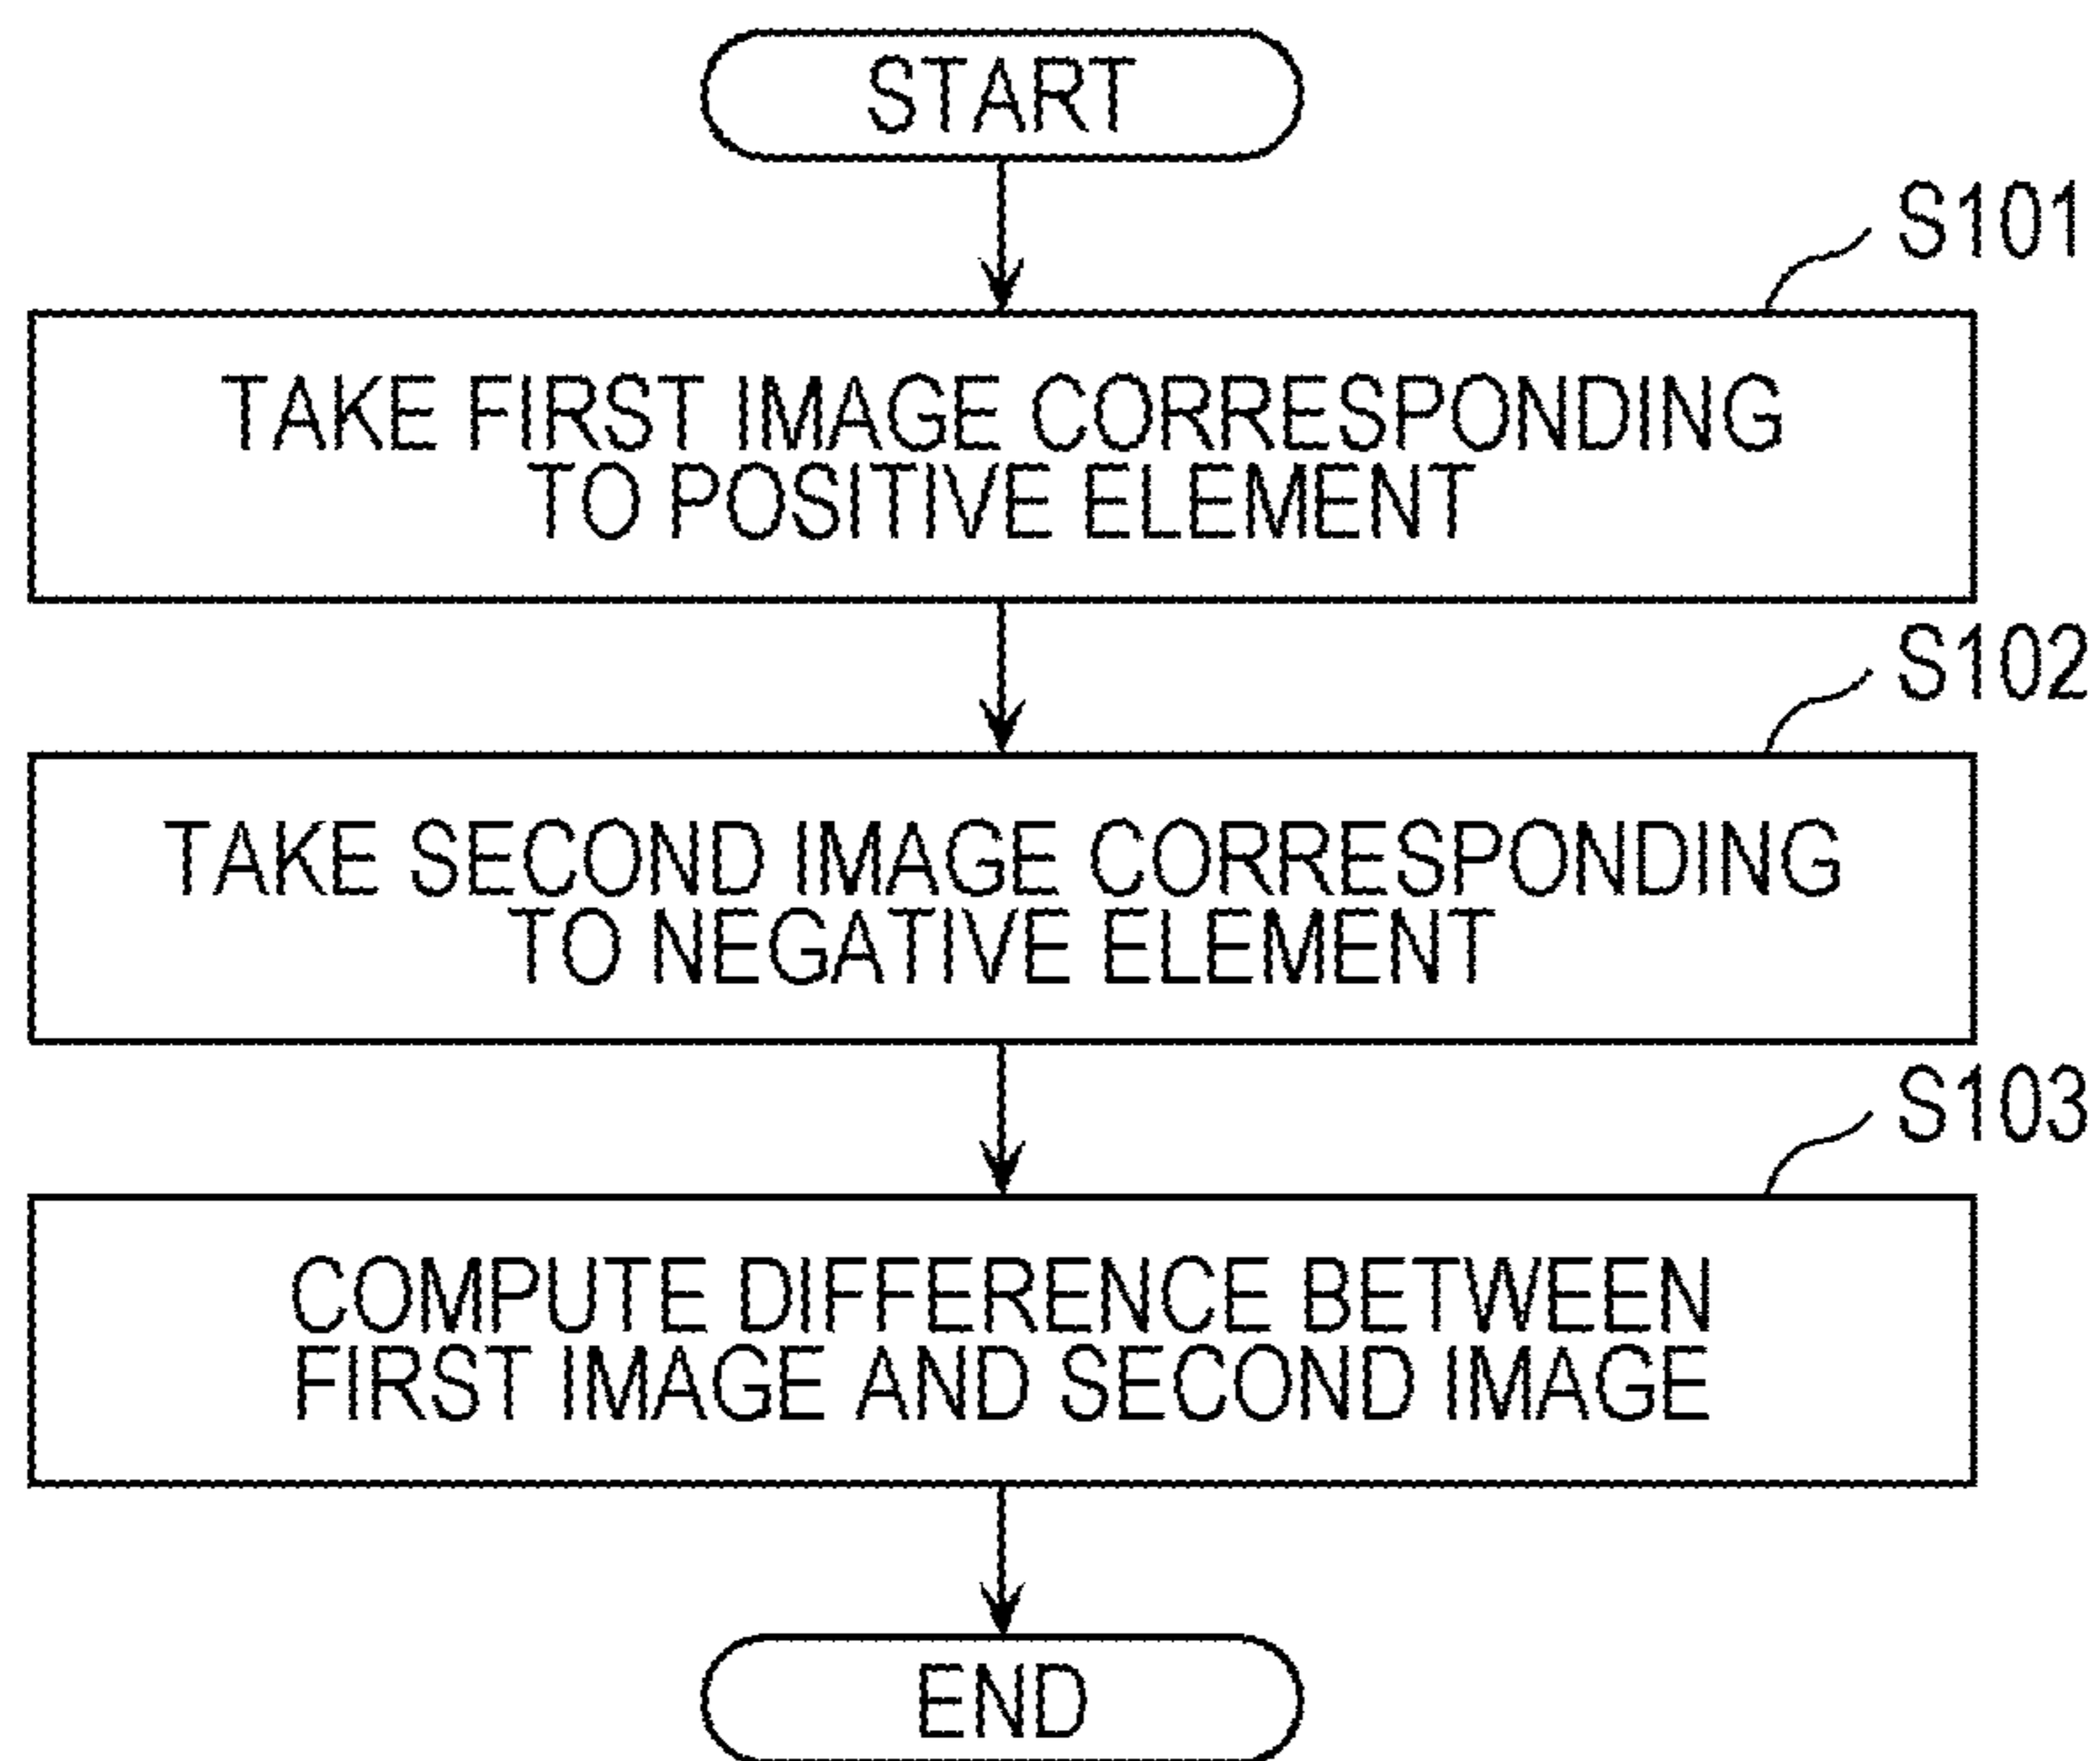 START
S101
TAKE FIRST IMAGE CORRESPONDING
TO POSITIVE ELEMENT
S102
TAKE SECOND IMAGE CORRESPONDING
TO NEGATIVE ELEMENT
S103
COMPUTE DIFFERENCE BETWEEN
FIRST IMAGE AND SECOND IMAGE
END